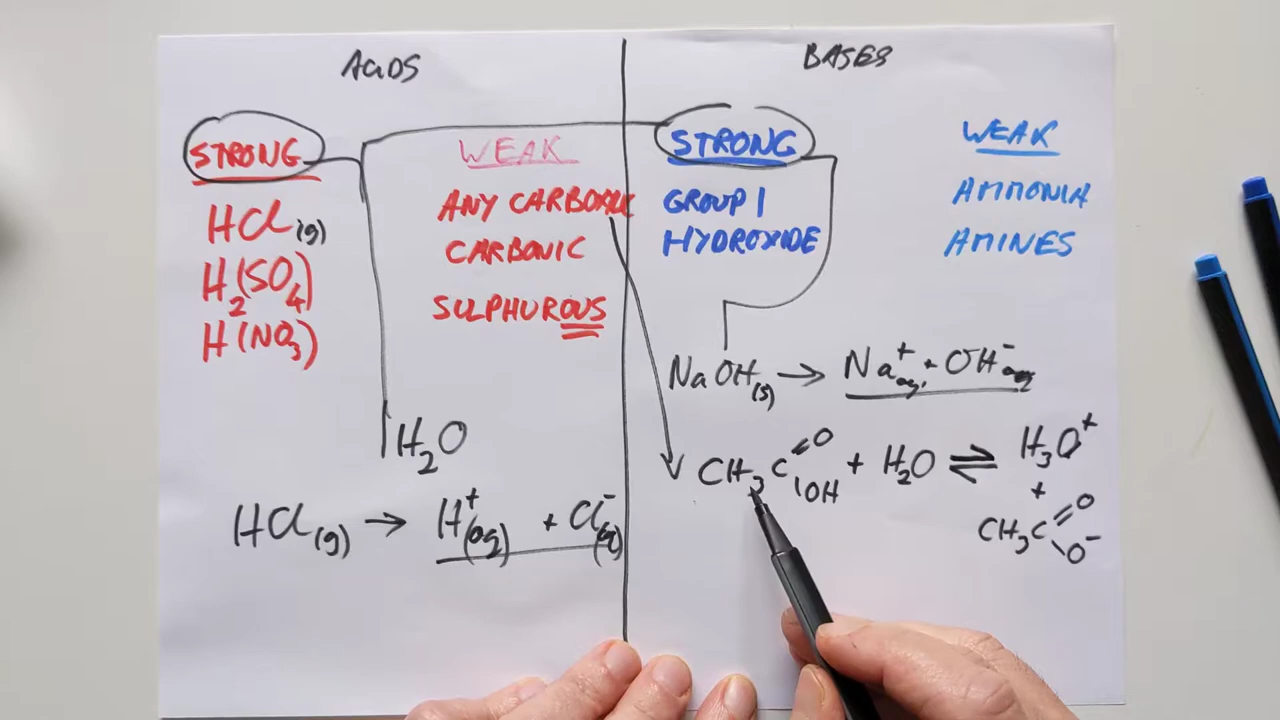 ACIDS
STRONG
HCl(g)
H2(SO4)
H(NO3)
WEAK
ANY CARBOXYLIC
CARBONIC
SULPHUROUS
H2O
HCl(g) → H+(aq) + Cl-(aq)
BASES
STRONG
GROUP 1
HYDROXIDE
WEAK
AMMONIA
AMINES
NaOH(s) → Na+aq + OH-aq
CH3C=O
OH + H2O ⇌ H3O+
+
CH3C=O
O-